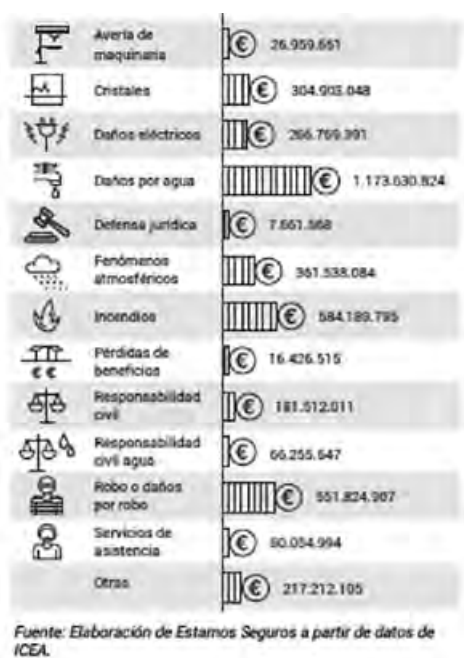 Avería de
maquinaria
€ 26.959.651
Cristales
€ 304.903.048
Daños eléctricos
€ 266.769.391
Daños por agua
€ 1.173.630.824
Defensa jurídica
€ 7.661.568
Fenómenos
atmosféricos
€ 361.538.084
Incendios
€ 584.189.795
Pérdidas de
beneficios
€ €
€ 16.426.515
Responsabilidad
civil
€ 181.512.011
Responsabilidad
civil agua
€ 66.255.647
Robo o daños
por robo
€ 551.824.907
Servicios de
asistencia
€ 60.054.994
Otras
€ 217.212.105
Fuente: Elaboración de Estamos Seguros a partir de datos de
ICEA.